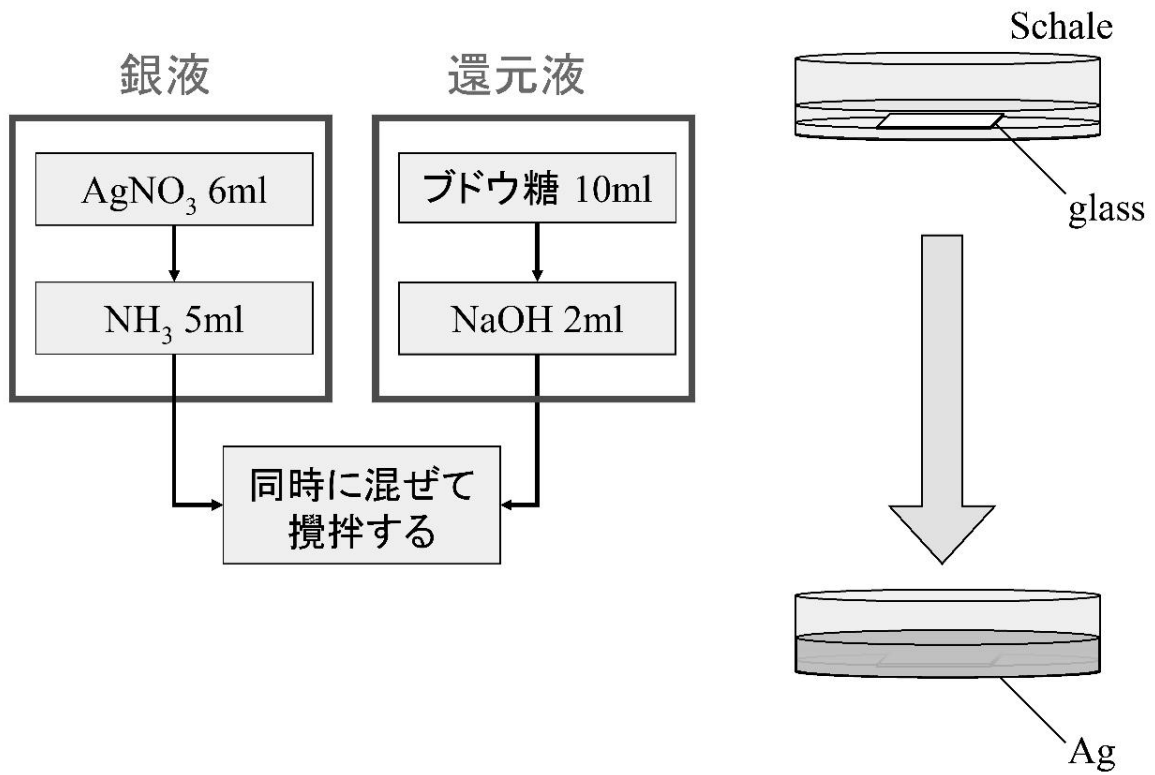 銀液
AgNO₃ 6ml
NH₃ 5ml
還元液
ブドウ糖 10ml
NaOH 2ml
同時に混ぜて
攪拌する
Schale
glass
Ag